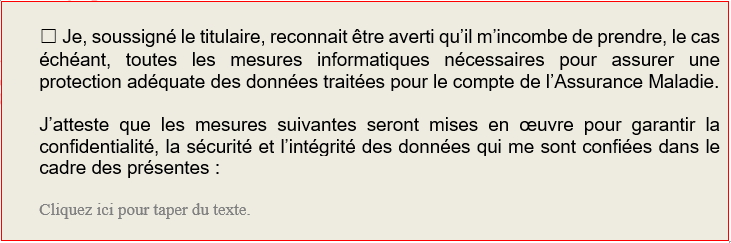 ☐ Je, soussigné le titulaire, reconnait être averti qu’il m’incombe de prendre, le cas
échéant, toutes les mesures informatiques nécessaires pour assurer une
protection adéquate des données traitées pour le compte de l’Assurance Maladie.
J’atteste que les mesures suivantes seront mises en œuvre pour garantir la
confidentialité, la sécurité et l’intégrité des données qui me sont confiées dans le
cadre des présentes :
Cliquez ici pour taper du texte.